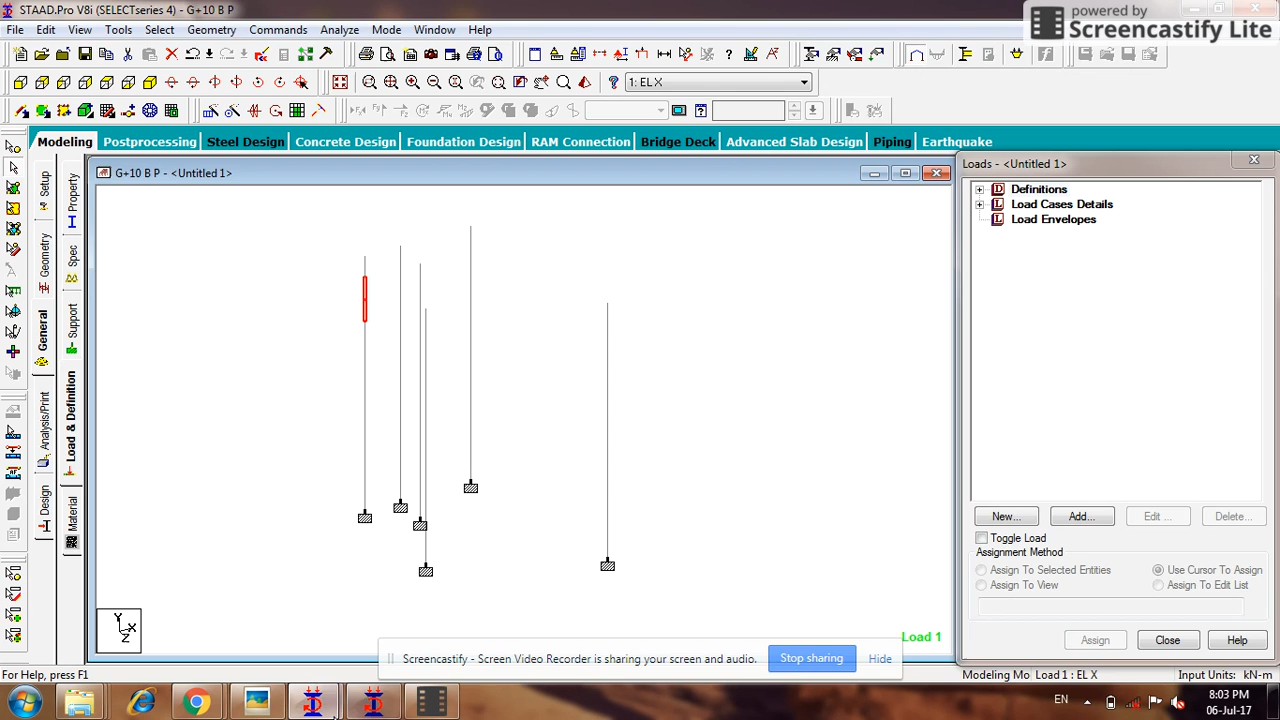 STAAD.Pro V8i (SELECTseries 4) - G+10 B P
powered by
Screencastify Lite
File Edit View Tools Select Geometry Commands Analyze Mode Window Help
1: EL X
Modeling Postprocessing Steel Design Concrete Design Foundation Design RAM Connection Bridge Deck Advanced Slab Design Piping Earthquake
Setup
Geometry
General
Analysis/Print
Design
Property
Spec
Support
Load & Definition
Material
G+10 B P - <Untitled 1>
Y
X
Z
Load 1
Loads - <Untitled 1>
Definitions
Load Cases Details
Load Envelopes
New... Add... Edit ... Delete...
Toggle Load
Assignment Method
Assign To Selected Entities Use Cursor To Assign
Assign To View Assign To Edit List
Assign Close Help
Screencastify - Screen Video Recorder is sharing your screen and audio. Stop sharing Hide
For Help, press F1 Modeling Mo Load 1 : EL X Input Units: kN-m
EN 8:03 PM
06-Jul-17